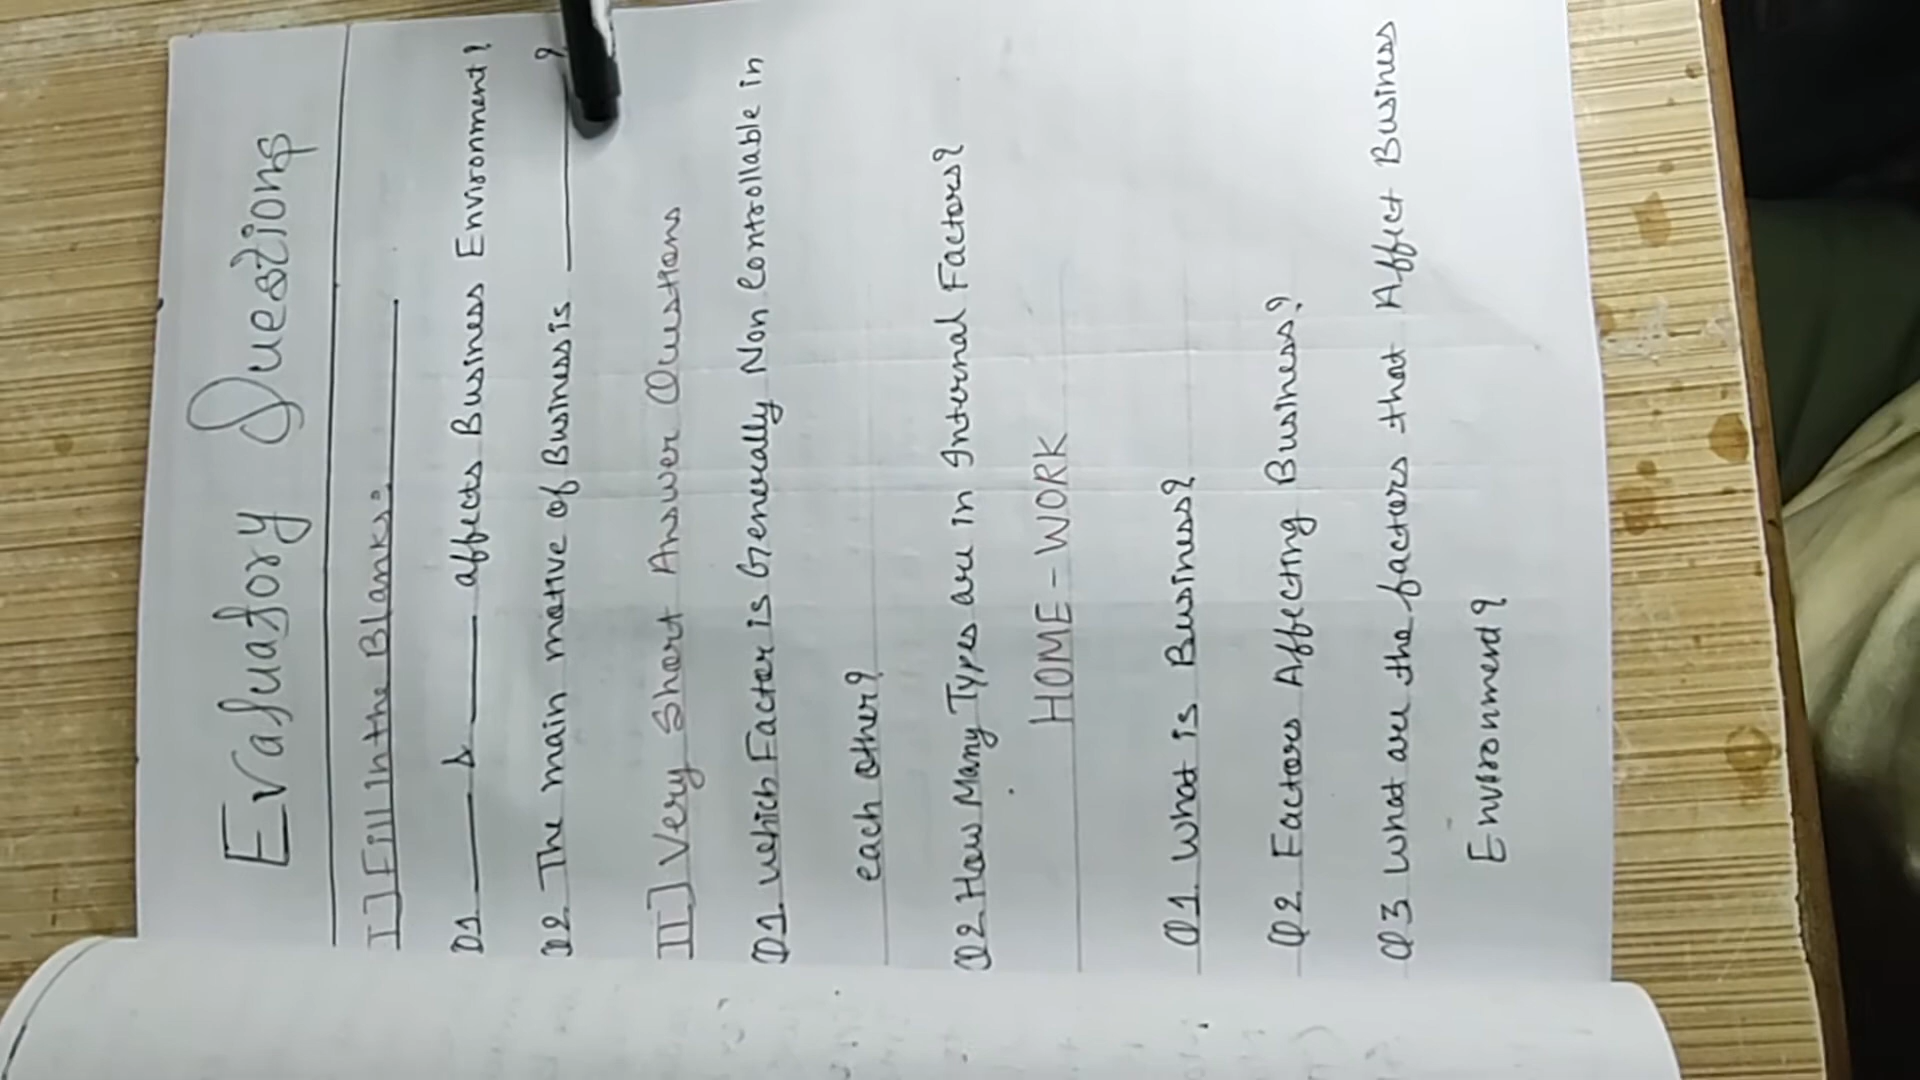 Evaluatory Questions
I] Fill In the Blanks:
Q1. ______ & ______ affects Business Environment?
Q2. The main motive of Business is ______?
II] Very Short Answer Questions
Q1. which Factor is Generally Non Controllable in
each other?
Q2. How Many Types are in Internal Factors?
HOME-WORK
Q1. What is Business?
Q2. Factors Affecting Business?
Q3 What are the factors that Affect Business
Environment?